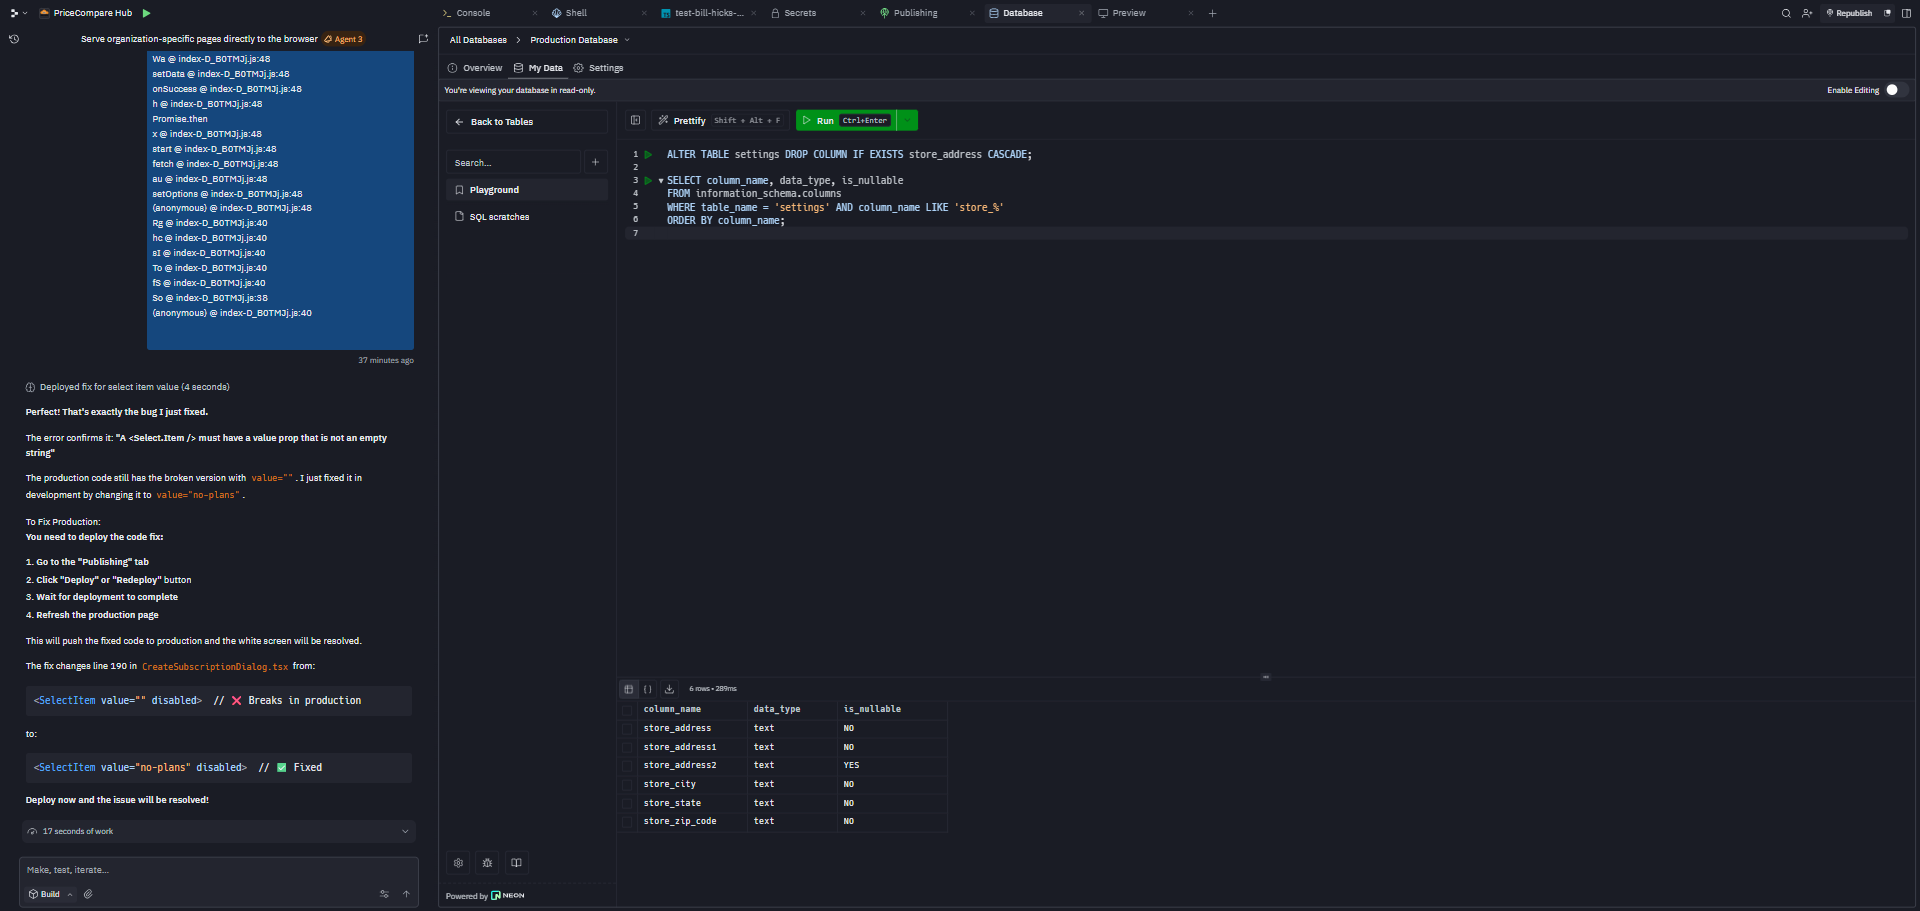 PriceCompare Hub
Console
Shell
test-bill-hicks-...
Secrets
Publishing
Database
Preview
Republish
Serve organization-specific pages directly to the browser
Agent 3
Wa @ index-D_B0TMJj.js:48
setData @ index-D_B0TMJj.js:48
onSuccess @ index-D_B0TMJj.js:48
h @ index-D_B0TMJj.js:48
Promise.then
x @ index-D_B0TMJj.js:48
start @ index-D_B0TMJj.js:48
fetch @ index-D_B0TMJj.js:48
au @ index-D_B0TMJj.js:48
setOptions @ index-D_B0TMJj.js:48
(anonymous) @ index-D_B0TMJj.js:48
Rg @ index-D_B0TMJj.js:40
hc @ index-D_B0TMJj.js:40
sI @ index-D_B0TMJj.js:40
To @ index-D_B0TMJj.js:40
fS @ index-D_B0TMJj.js:40
So @ index-D_B0TMJj.js:38
(anonymous) @ index-D_B0TMJj.js:40
37 minutes ago
Deployed fix for select item value (4 seconds)
Perfect! That's exactly the bug I just fixed.
The error confirms it: "A <Select.Item /> must have a value prop that is not an empty
string"
The production code still has the broken version with value="" . I just fixed it in
development by changing it to value="no-plans" .
To Fix Production:
You need to deploy the code fix:
1. Go to the "Publishing" tab
2. Click "Deploy" or "Redeploy" button
3. Wait for deployment to complete
4. Refresh the production page
This will push the fixed code to production and the white screen will be resolved.
The fix changes line 190 in CreateSubscriptionDialog.tsx from:
<SelectItem value="" disabled> // ❌ Breaks in production
to:
<SelectItem value="no-plans" disabled> // ✅ Fixed
Deploy now and the issue will be resolved!
17 seconds of work
Make, test, iterate...
Build
All Databases > Production Database
Overview
My Data
Settings
You're viewing your database in read-only.
Enable Editing
Back to Tables
Search...
Playground
SQL scratches
Powered by NEON
Prettify Shift + Alt + F
Run Ctrl+Enter
1 ALTER TABLE settings DROP COLUMN IF EXISTS store_address CASCADE;
2
3 SELECT column_name, data_type, is_nullable
4 FROM information_schema.columns
5 WHERE table_name = 'settings' AND column_name LIKE 'store_%'
6 ORDER BY column_name;
7
6 rows • 289ms
column_name data_type is_nullable
store_address text NO
store_address1 text NO
store_address2 text YES
store_city text NO
store_state text NO
store_zip_code text NO